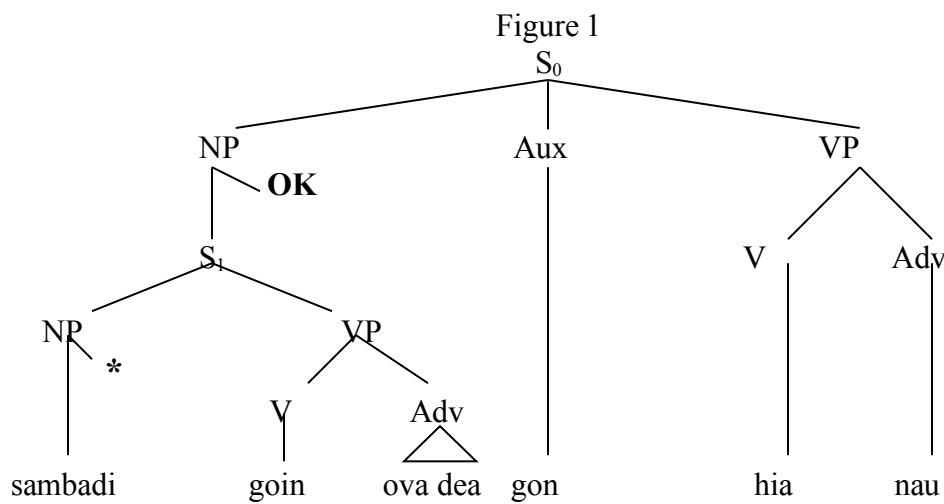 Figure 1
S₀
NP Aux VP
OK
S₁ V Adv
NP VP
*
V Adv
sambadi goin ova dea gon hia nau